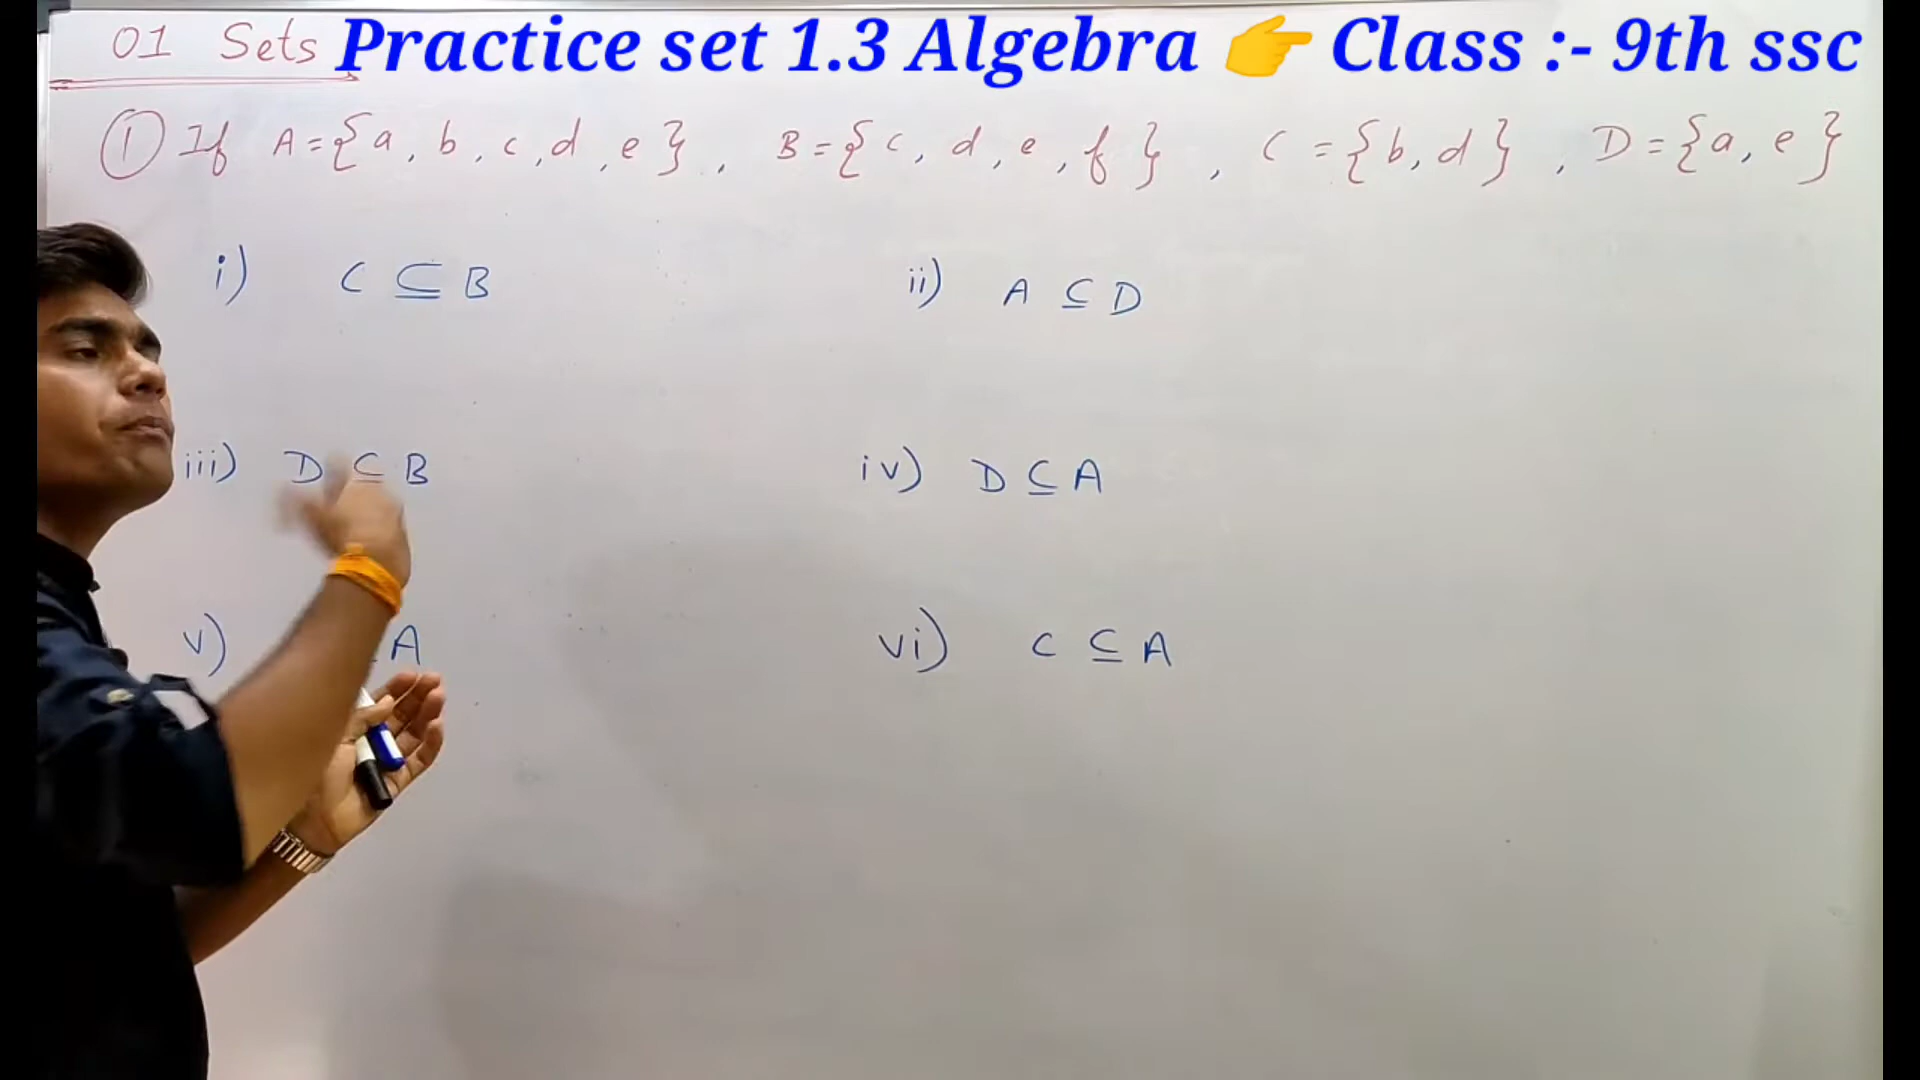 01 Sets Practice set 1.3 Algebra 👉 Class :- 9th ssc
① If A={a, b, c, d, e}, B={c, d, e, f}, C={b, d}, D={a, e}
i) C ⊆ B ii) A ⊆ D
iii) D ⊆ B iv) D ⊆ A
v) A vi) C ⊆ A